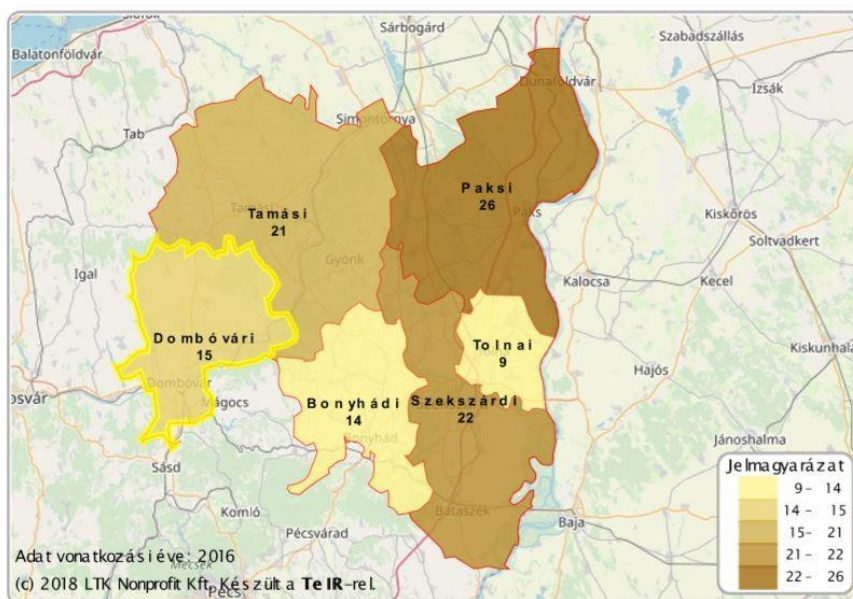 Sárbogárd
Balatonföldvár
Szabadszállás
Dunaföldvár
Izsák
Simontornya
Tab
Paksi
26
Tamási
21
Paks
Kiskőrös
Gyönk
Soltvadkert
Igal
Kalocsa
Kecel
Dombóvári
15
Tolnai
9
Kiskunhala
Dombóvár
Hajós
osvár
Mágocs
Bonyhádi
14
Szekszárdi
22
Bonyhád
Jánoshalma
Sásd
Jelmagyarázat
9 - 14
14 - 15
15 - 21
21 - 22
22 - 26
Komló
Bátaszék
Baja
Pécsvárad
Adat vonatkozási éve: 2016
Mecsek
(c) 2018 LTK Nonprofit Kft. Készült a TeIR-rel.
Pécs